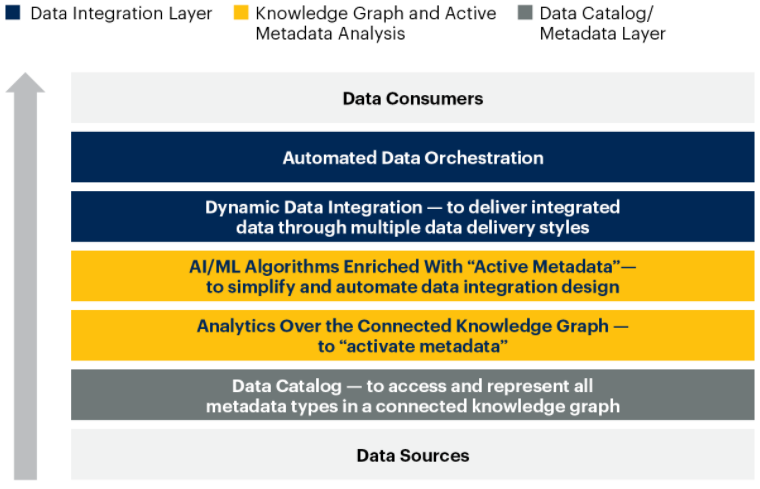 Data Integration Layer
Knowledge Graph and Active
Metadata Analysis
Data Catalog/
Metadata Layer
Data Consumers
Automated Data Orchestration
Dynamic Data Integration — to deliver integrated
data through multiple data delivery styles
AI/ML Algorithms Enriched With “Active Metadata”—
to simplify and automate data integration design
Analytics Over the Connected Knowledge Graph —
to “activate metadata”
Data Catalog — to access and represent all
metadata types in a connected knowledge graph
Data Sources